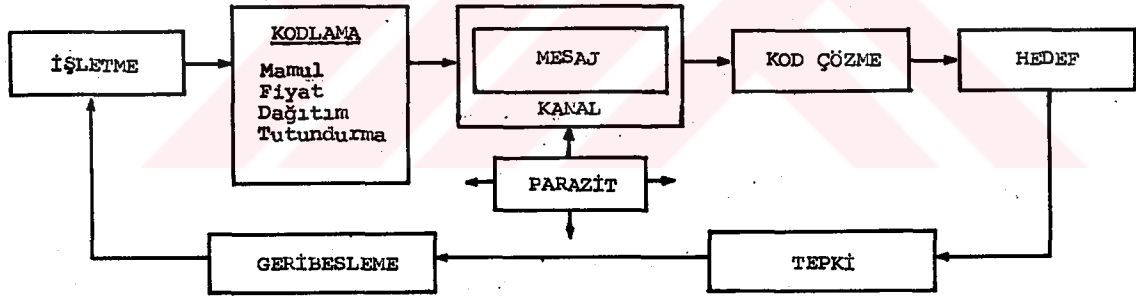 İŞLETME
KODLAMA
Mamul
Fiyat
Dağıtım
Tutundurma
MESAJ
KANAL
KOD ÇÖZME
HEDEF
PARAZİT
GERİBESLEME
TEPKİ